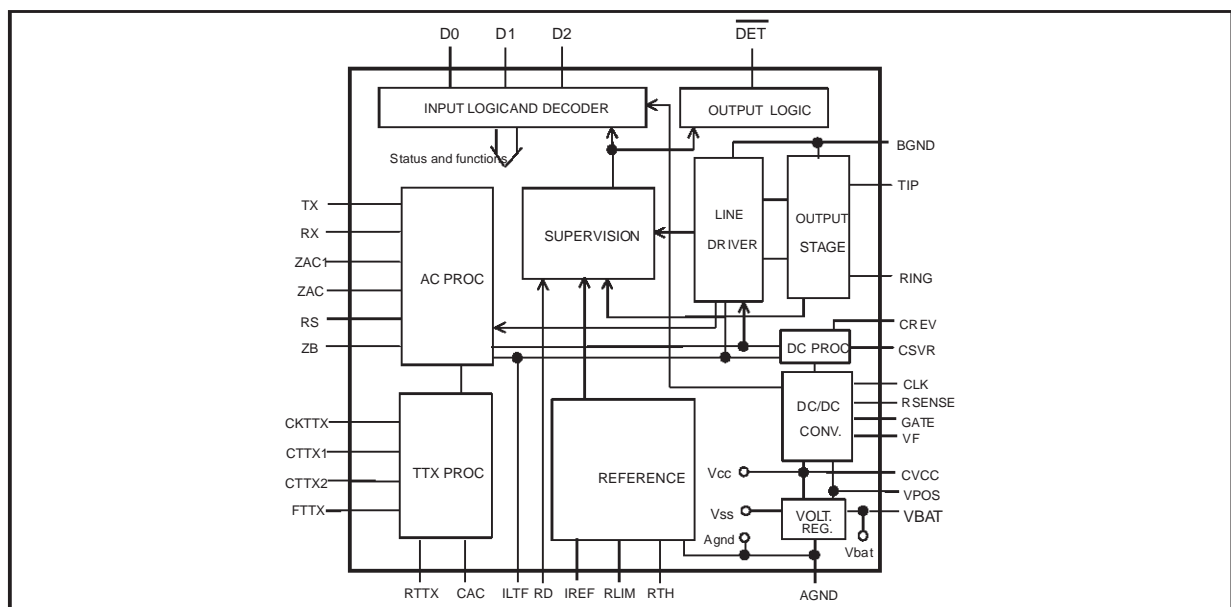 D0 D1 D2 DET
INPUT LOGICAND DECODER
OUTPUT LOGIC
Status and functions
BGND
TIP
RING
CREV
CSVR
CLK
RSENSE
GATE
VF
CVCC
VPOS
VBAT
TX
RX
ZAC1
ZAC
RS
ZB
CKTTX
CTTX1
CTTX2
FTTX
AC PROC
SUPERVISION
LINE
DRIVER
OUTPUT
STAGE
DC PROC
DC/DC
CONV.
TTX PROC
REFERENCE
Vcc
Vss
Agnd
VOLT.
REG.
Vbat
RTTX CAC ILTF RD IREF RLIM RTH AGND